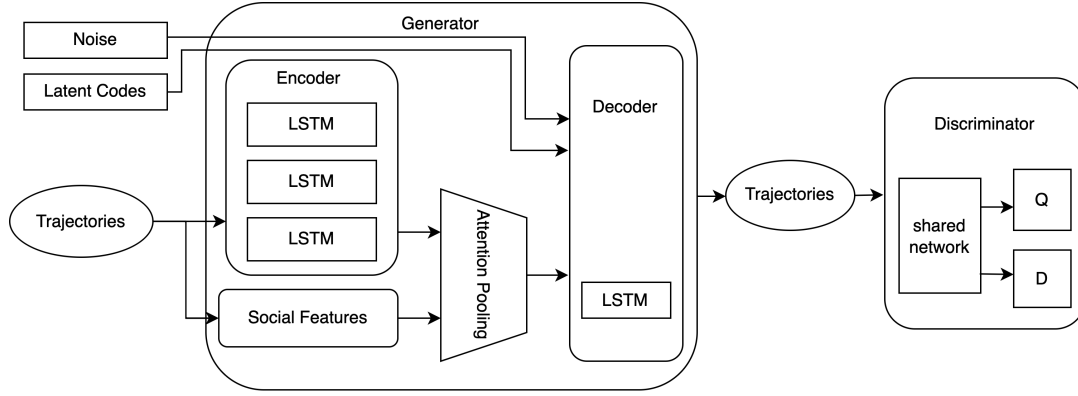 Generator
Noise
Latent Codes
Encoder
LSTM
LSTM
LSTM
Social Features
Trajectories
Attention Pooling
Decoder
LSTM
Trajectories
Discriminator
shared
network
Q
D